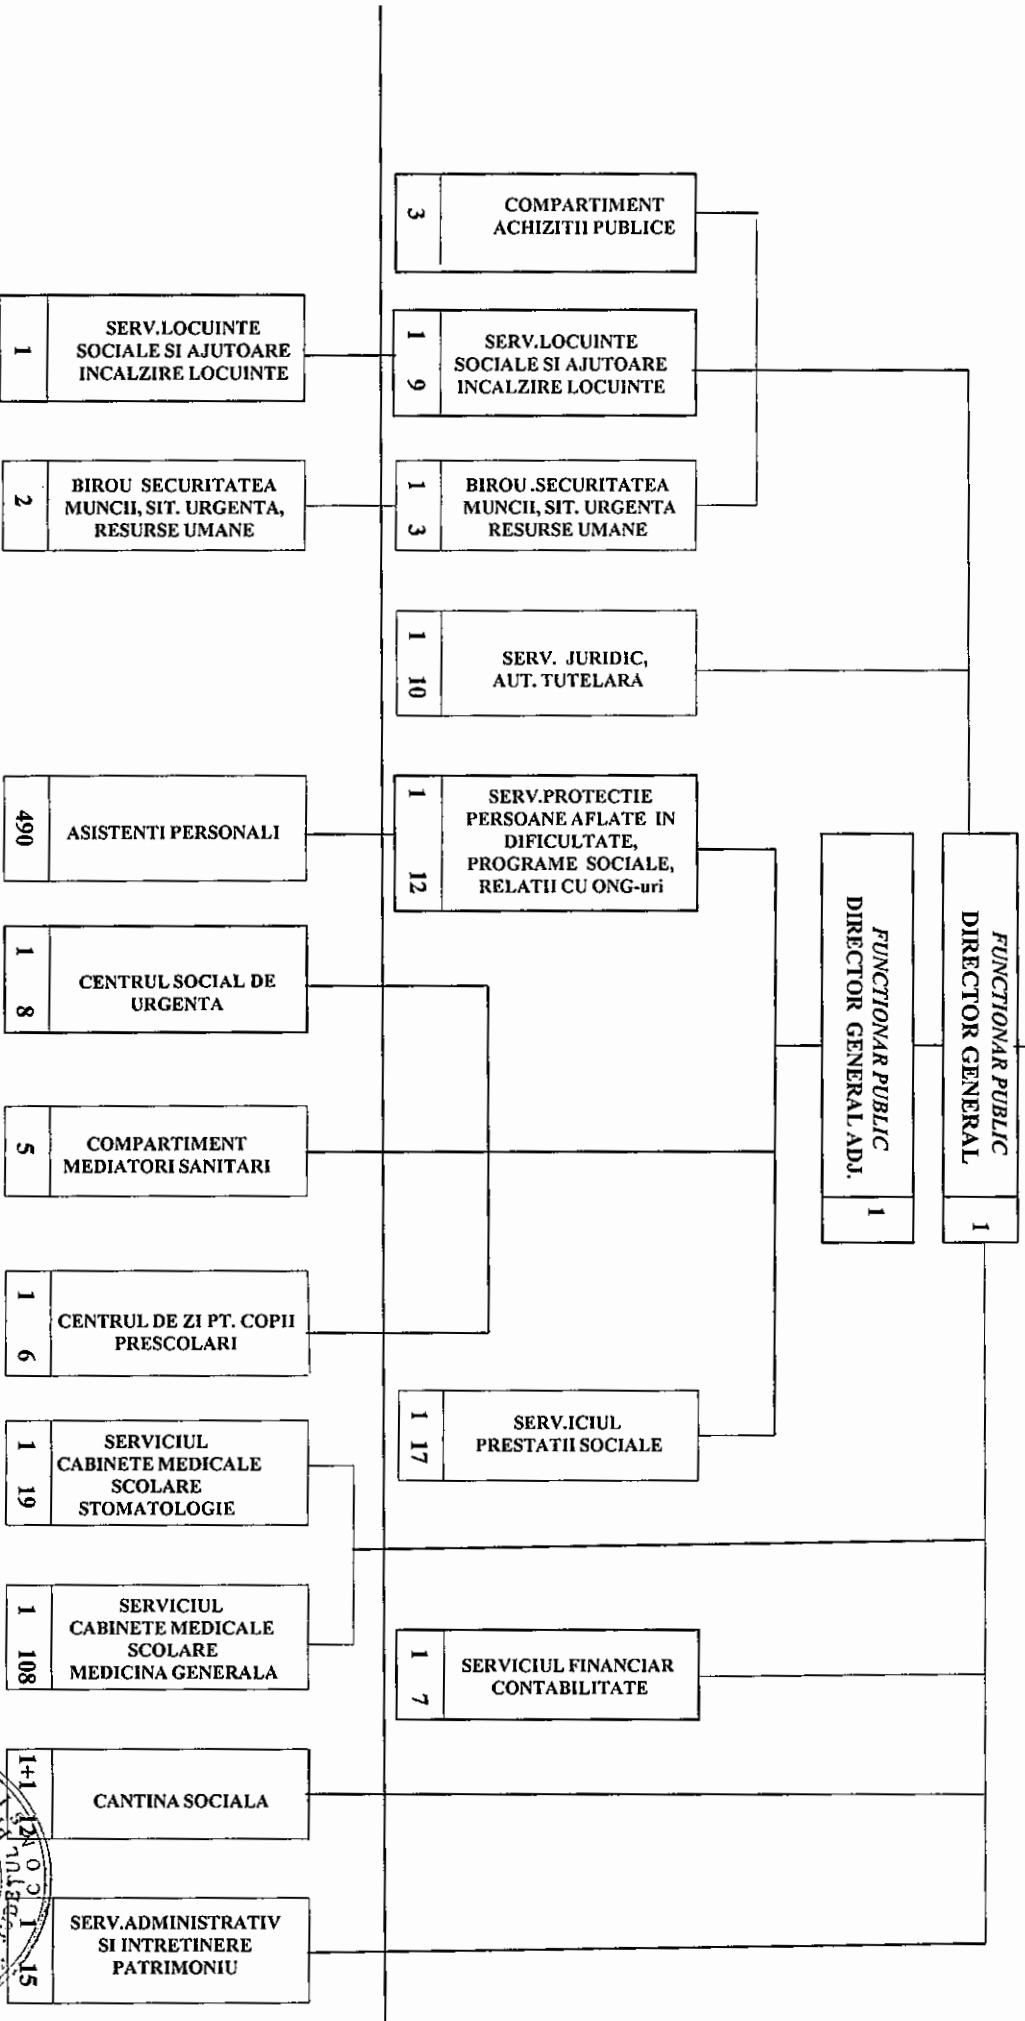 FUNCTIONAR PUBLIC
DIRECTOR GENERAL
1
FUNCTIONAR PUBLIC
DIRECTOR GENERAL ADJ.
1
COMPARTIMENT
ACHIZITII PUBLICE
3
SERV.LOCUINTE
SOCIALE SI AJUTOARE
INCALZIRE LOCUINTE
1 9
BIROU .SECURITATEA
MUNCII, SIT. URGENTA
RESURSE UMANE
1 3
SERV. JURIDIC,
AUT. TUTELARA
1 10
SERV.PROTECTIE
PERSOANE AFLATE IN
DIFICULTATE,
PROGRAME SOCIALE,
RELATII CU ONG-uri
1 12
SERV.ICIUL
PRESTATII SOCIALE
1 17
SERVICIUL FINANCIAR
CONTABILITATE
1 7
SERV.LOCUINTE
SOCIALE SI AJUTOARE
INCALZIRE LOCUINTE
1
BIROU SECURITATEA
MUNCII, SIT. URGENTA,
RESURSE UMANE
2
ASISTENTI PERSONALI
490
CENTRUL SOCIAL DE
URGENTA
1 8
COMPARTIMENT
MEDIATORI SANITARI
5
CENTRUL DE ZI PT. COPII
PRESCOLARI
1 6
SERVICIUL
CABINETE MEDICALE
SCOLARE
STOMATOLOGIE
1 19
SERVICIUL
CABINETE MEDICALE
SCOLARE
MEDICINA GENERALA
1 108
CANTINA SOCIALA
1+1 12
SERV.ADMINISTRATIV
SI INTRETINERE
PATRIMONIU
1 15